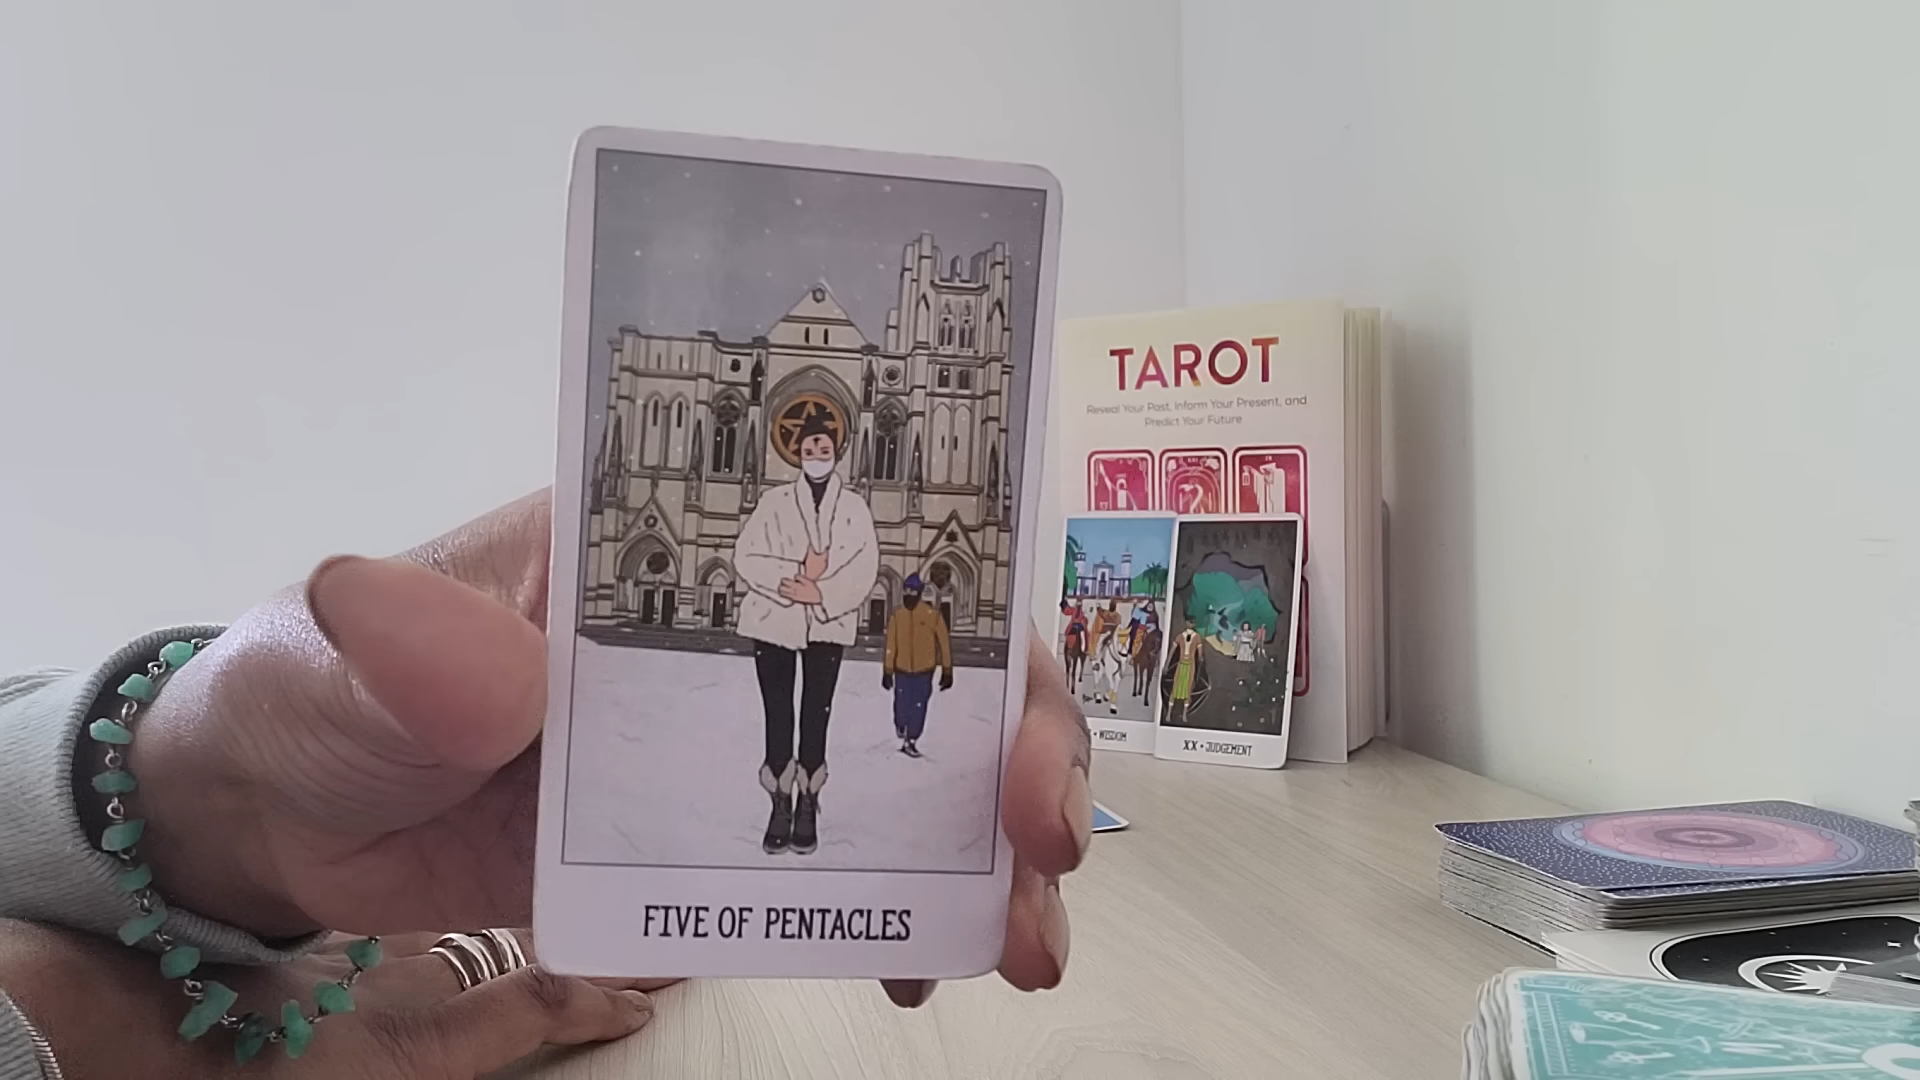 FIVE OF PENTACLES
TAROT
Reveal Your Past, Inform Your Present, and
Predict Your Future
• WISDOM
XX • JUDGEMENT